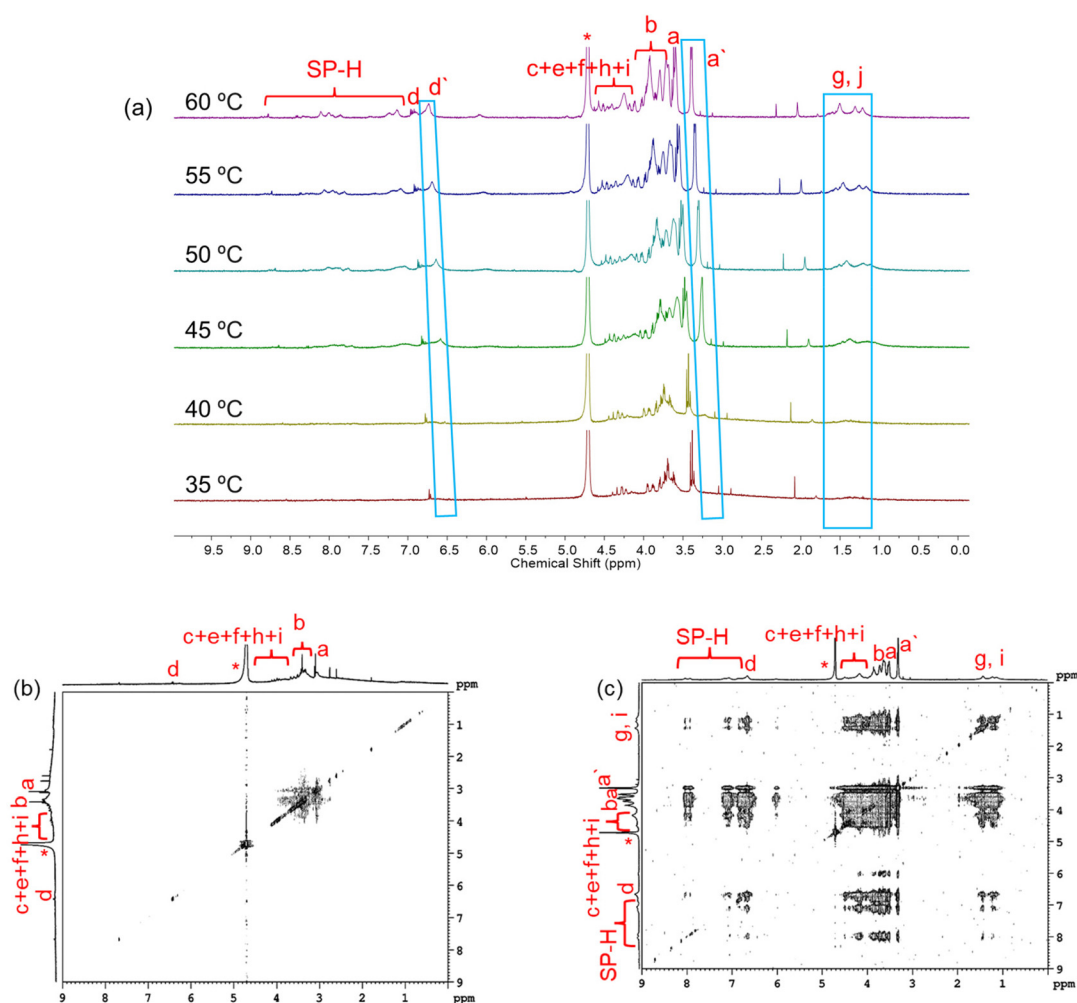 (a)
SP-H
d
d`
*
c+e+f+h+i
b
a
a`
g, j
60 ºC
55 ºC
50 ºC
45 ºC
40 ºC
35 ºC
9.5 9.0 8.5 8.0 7.5 7.0 6.5 6.0 5.5 5.0 4.5 4.0 3.5 3.0 2.5 2.0 1.5 1.0 0.5 0.0
Chemical Shift (ppm)
(b)
d
*
c+e+f+h+i
b
a
ppm
c+e+f+h+i
b
a
*
d
1
2
3
4
5
6
7
8
9
9 8 7 6 5 4 3 2 1 ppm
(c)
SP-H
d
*
c+e+f+h+i
b
a
a`
g, i
ppm
g, i
a`
b
a
c+e+f+h+i
*
d
SP-H
1
2
3
4
5
6
7
8
9
9 8 7 6 5 4 3 2 1 ppm